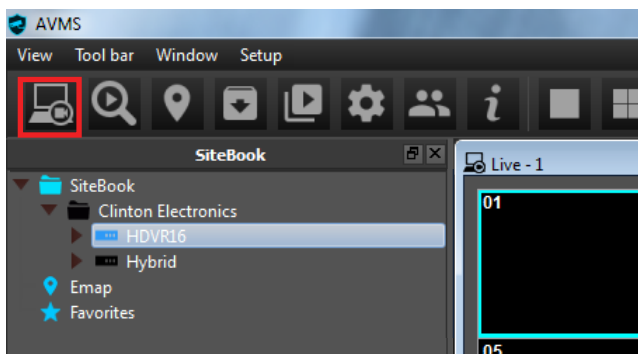 AVMS
View Tool bar Window Setup
SiteBook
Live - 1
SiteBook
01
Clinton Electronics
HDVR16
Hybrid
Emap
Favorites
05